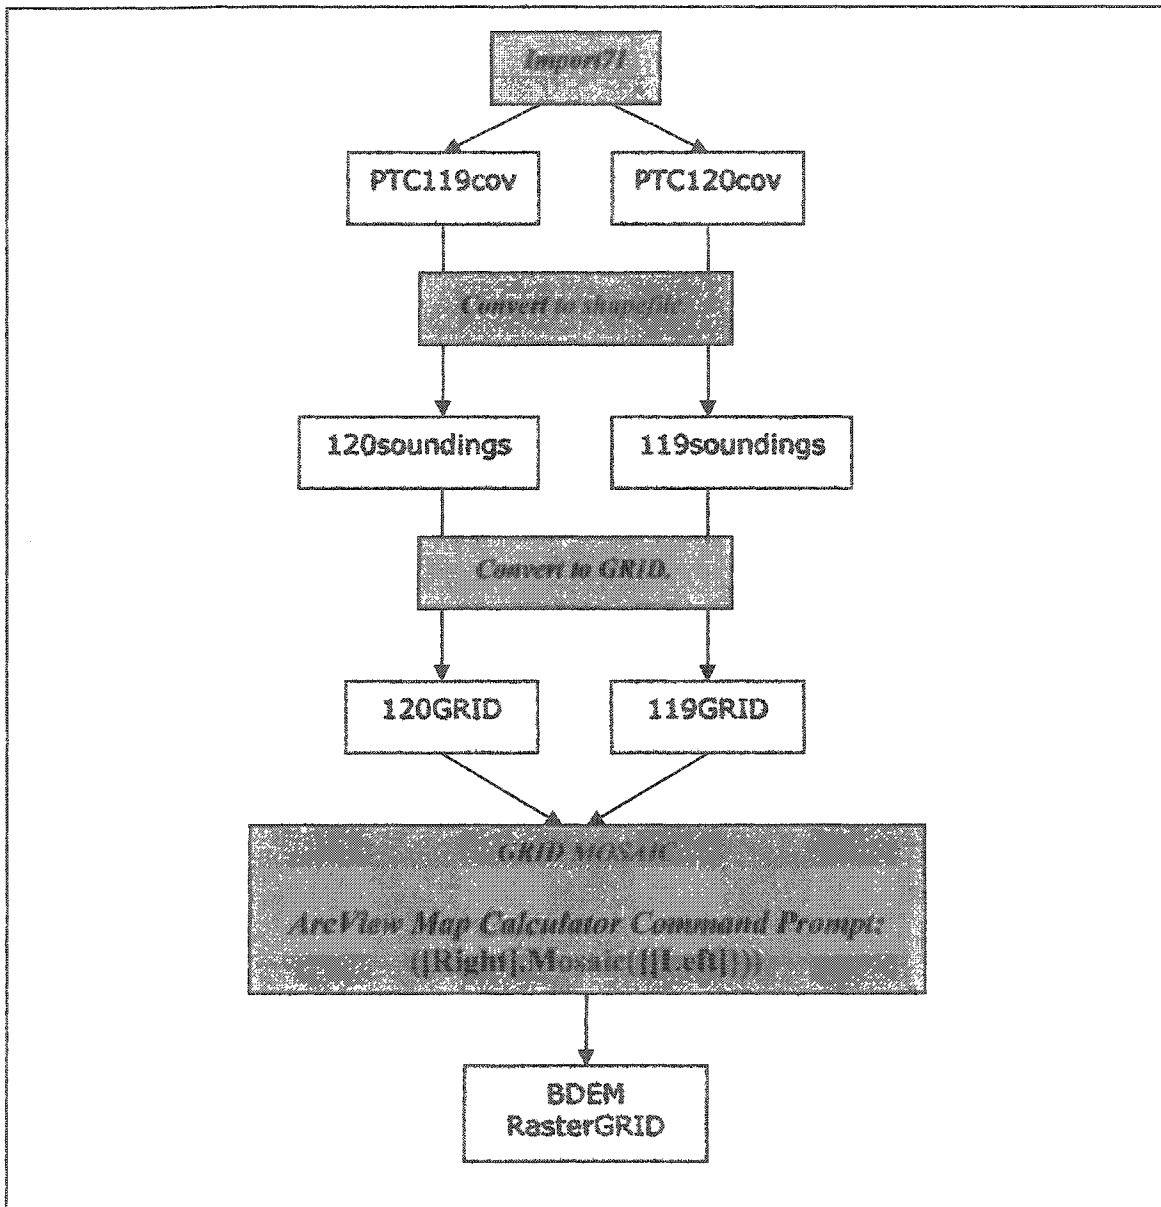 Import71
PTC119cov
PTC120cov
Convert to shapefile
120soundings
119soundings
Convert to GRID.
120GRID
119GRID
GRID MOSAIC
ArcView Map Calculator Command Prompt:
([Right].Mosaic({[Left]}))
BDEM
RasterGRID